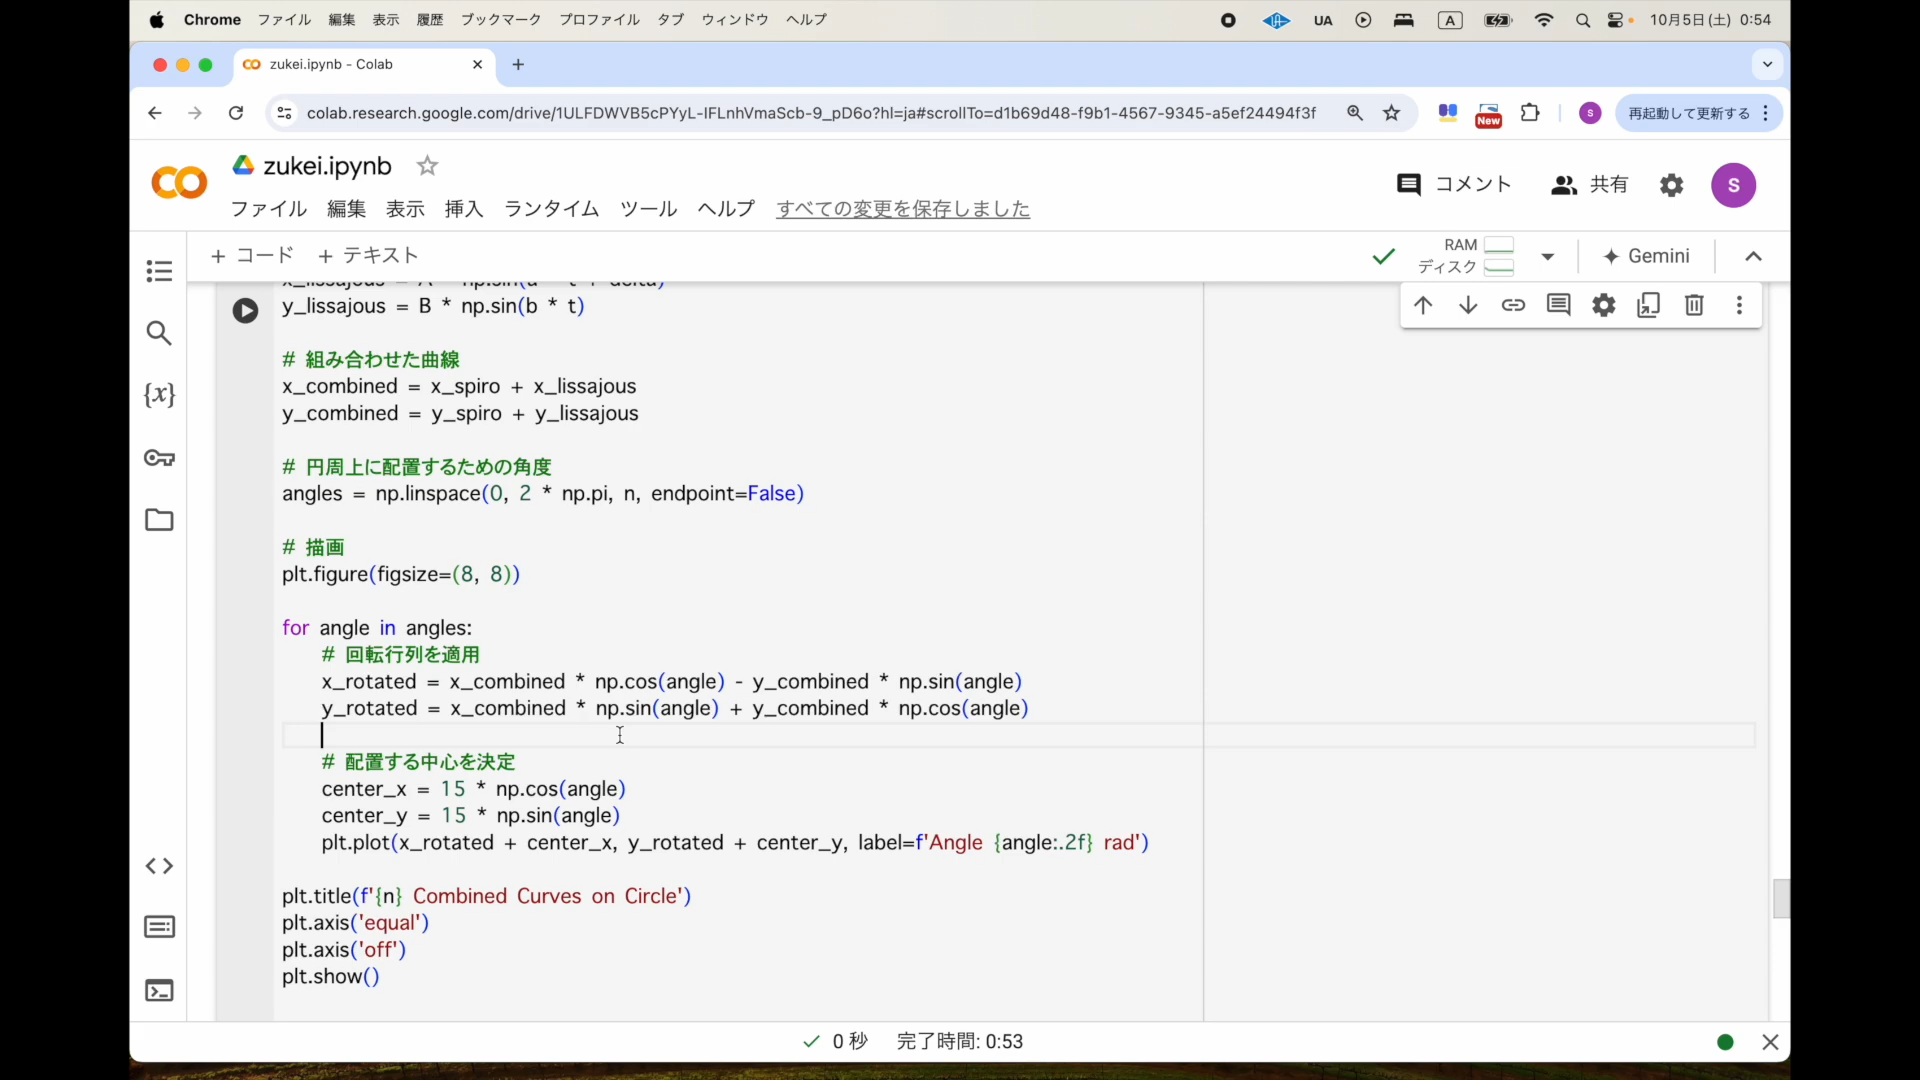 Chrome ファイル 編集 表示 履歴 ブックマーク プロファイル タブ ウィンドウ ヘルプ UA A 10月5日(土) 0:54
zukei.ipynb - Colab
colab.research.google.com/drive/1ULFDWVB5cPYyL-IFLnhVmaScb-9_pD6o?hl=ja#scrollTo=d1b69d48-f9b1-4567-9345-a5ef24494f3f New S 再起動して更新する
zukei.ipynb
コメント 共有 S
ファイル 編集 表示 挿入 ランタイム ツール ヘルプ すべての変更を保存しました
+ コード + テキスト RAM ディスク Gemini
x_lissajous = A * np.sin(a * t + delta)
y_lissajous = B * np.sin(b * t)
# 組み合わせた曲線
x_combined = x_spiro + x_lissajous
y_combined = y_spiro + y_lissajous
# 円周上に配置するための角度
angles = np.linspace(0, 2 * np.pi, n, endpoint=False)
# 描画
plt.figure(figsize=(8, 8))
for angle in angles:
# 回転行列を適用
x_rotated = x_combined * np.cos(angle) - y_combined * np.sin(angle)
y_rotated = x_combined * np.sin(angle) + y_combined * np.cos(angle)
# 配置する中心を決定
center_x = 15 * np.cos(angle)
center_y = 15 * np.sin(angle)
plt.plot(x_rotated + center_x, y_rotated + center_y, label=f'Angle {angle:.2f} rad')
plt.title(f'{n} Combined Curves on Circle')
plt.axis('equal')
plt.axis('off')
plt.show()
0 秒 完了時間: 0:53